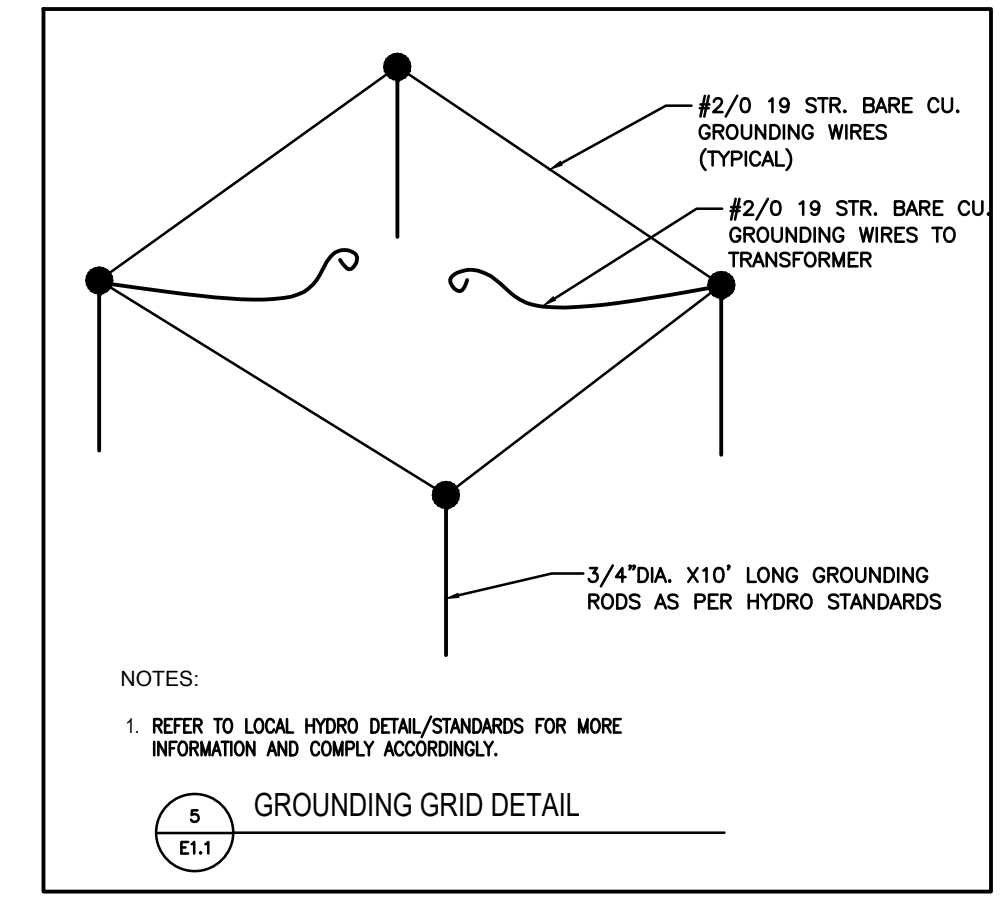 #2/0 19 STR. BARE CU.
GROUNDING WIRES
(TYPICAL)
#2/0 19 STR. BARE CU.
GROUNDING WIRES TO
TRANSFORMER
3/4"DIA. X10' LONG GROUNDING
RODS AS PER HYDRO STANDARDS
NOTES:
1. REFER TO LOCAL HYDRO DETAIL/STANDARDS FOR MORE
INFORMATION AND COMPLY ACCORDINGLY.
5
GROUNDING GRID DETAIL
E1.1